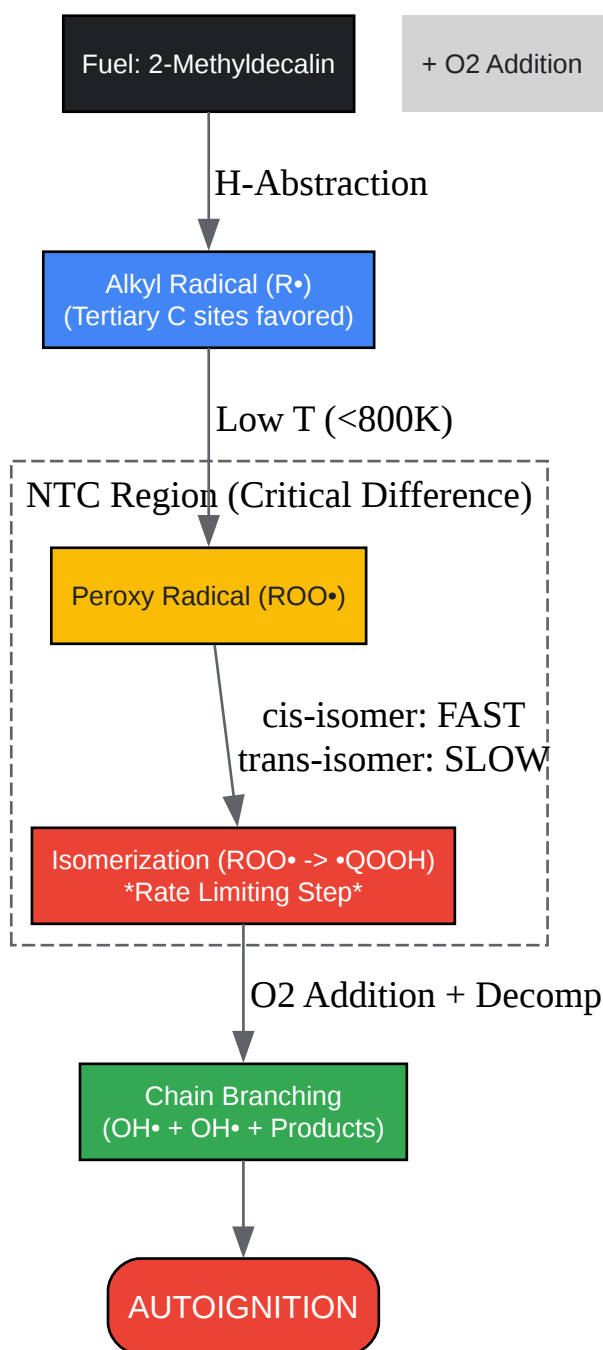 Fuel: 2-Methyldecalin
+ O2 Addition
H-Abstraction
Alkyl Radical (R•)
(Tertiary C sites favored)
Low T (<800K)
NTC Region (Critical Difference)
Peroxy Radical (ROO•)
cis-isomer: FAST
trans-isomer: SLOW
Isomerization (ROO• -> •QOOH)
*Rate Limiting Step*
O2 Addition + Decomp
Chain Branching
(OH• + OH• + Products)
AUTOIGNITION